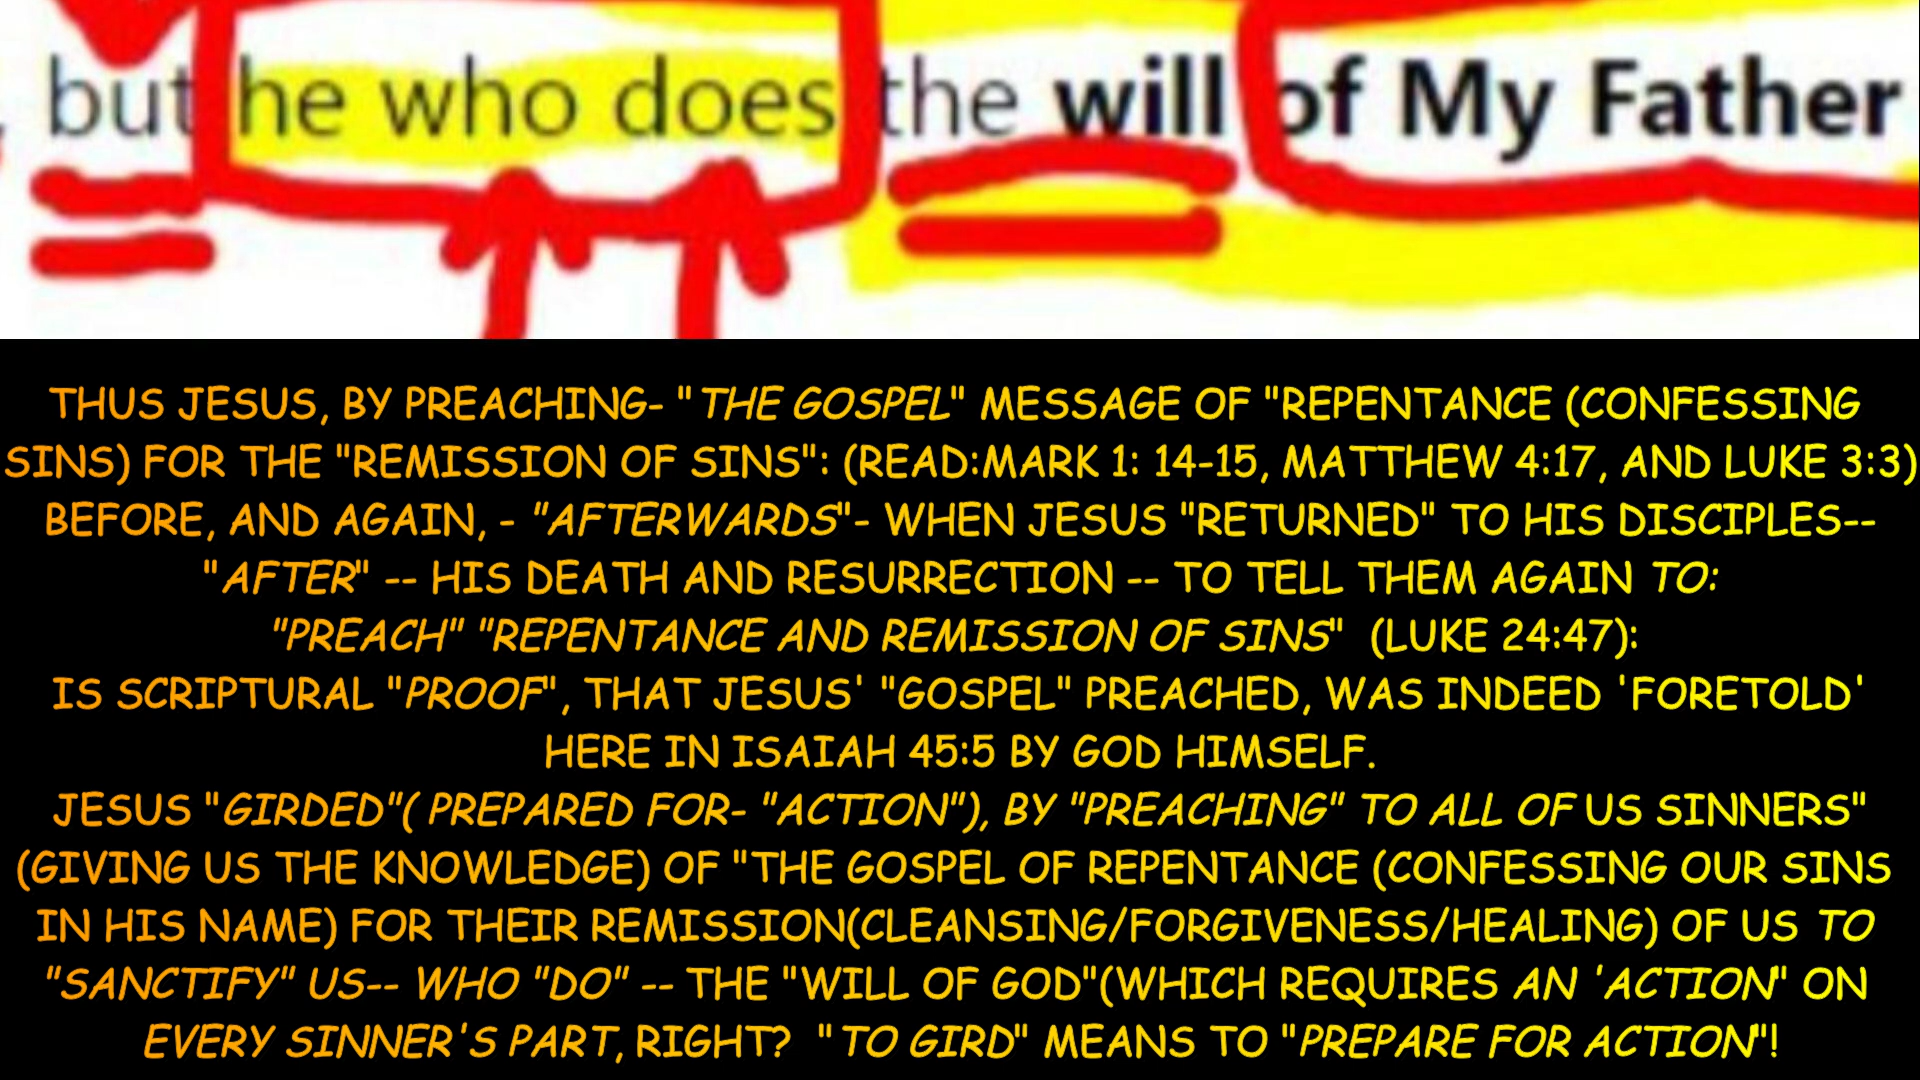 but he who does the will of My Father
THUS JESUS, BY PREACHING- "THE GOSPEL" MESSAGE OF "REPENTANCE (CONFESSING
SINS) FOR THE "REMISSION OF SINS": (READ:MARK 1: 14-15, MATTHEW 4:17, AND LUKE 3:3)
BEFORE, AND AGAIN, - "AFTERWARDS"- WHEN JESUS "RETURNED" TO HIS DISCIPLES--
"AFTER" -- HIS DEATH AND RESURRECTION -- TO TELL THEM AGAIN TO:
"PREACH" "REPENTANCE AND REMISSION OF SINS" (LUKE 24:47):
IS SCRIPTURAL "PROOF", THAT JESUS' "GOSPEL" PREACHED, WAS INDEED 'FORETOLD'
HERE IN ISAIAH 45:5 BY GOD HIMSELF.
JESUS "GIRDED"( PREPARED FOR- "ACTION"), BY "PREACHING" TO ALL OF US SINNERS"
(GIVING US THE KNOWLEDGE) OF "THE GOSPEL OF REPENTANCE (CONFESSING OUR SINS
IN HIS NAME) FOR THEIR REMISSION(CLEANSING/FORGIVENESS/HEALING) OF US TO
"SANCTIFY" US-- WHO "DO" -- THE "WILL OF GOD"(WHICH REQUIRES AN 'ACTION" ON
EVERY SINNER'S PART, RIGHT? "TO GIRD" MEANS TO "PREPARE FOR ACTION"!